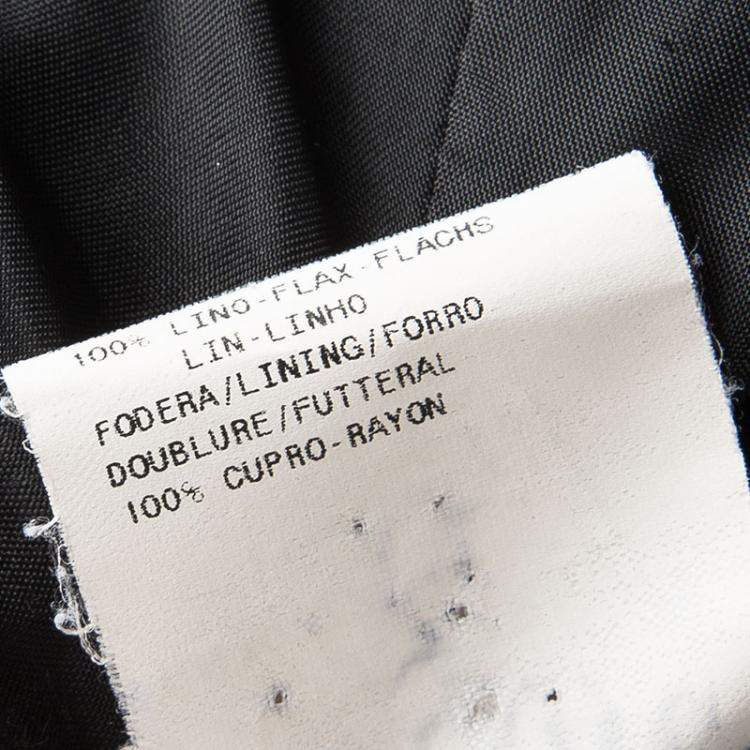 100% LINO-FLAX-FLACHS
LIN-LINHO
FODERA/LINING/FORRO
DOUBLURE/FUTTERAL
100% CUPRO-RAYON